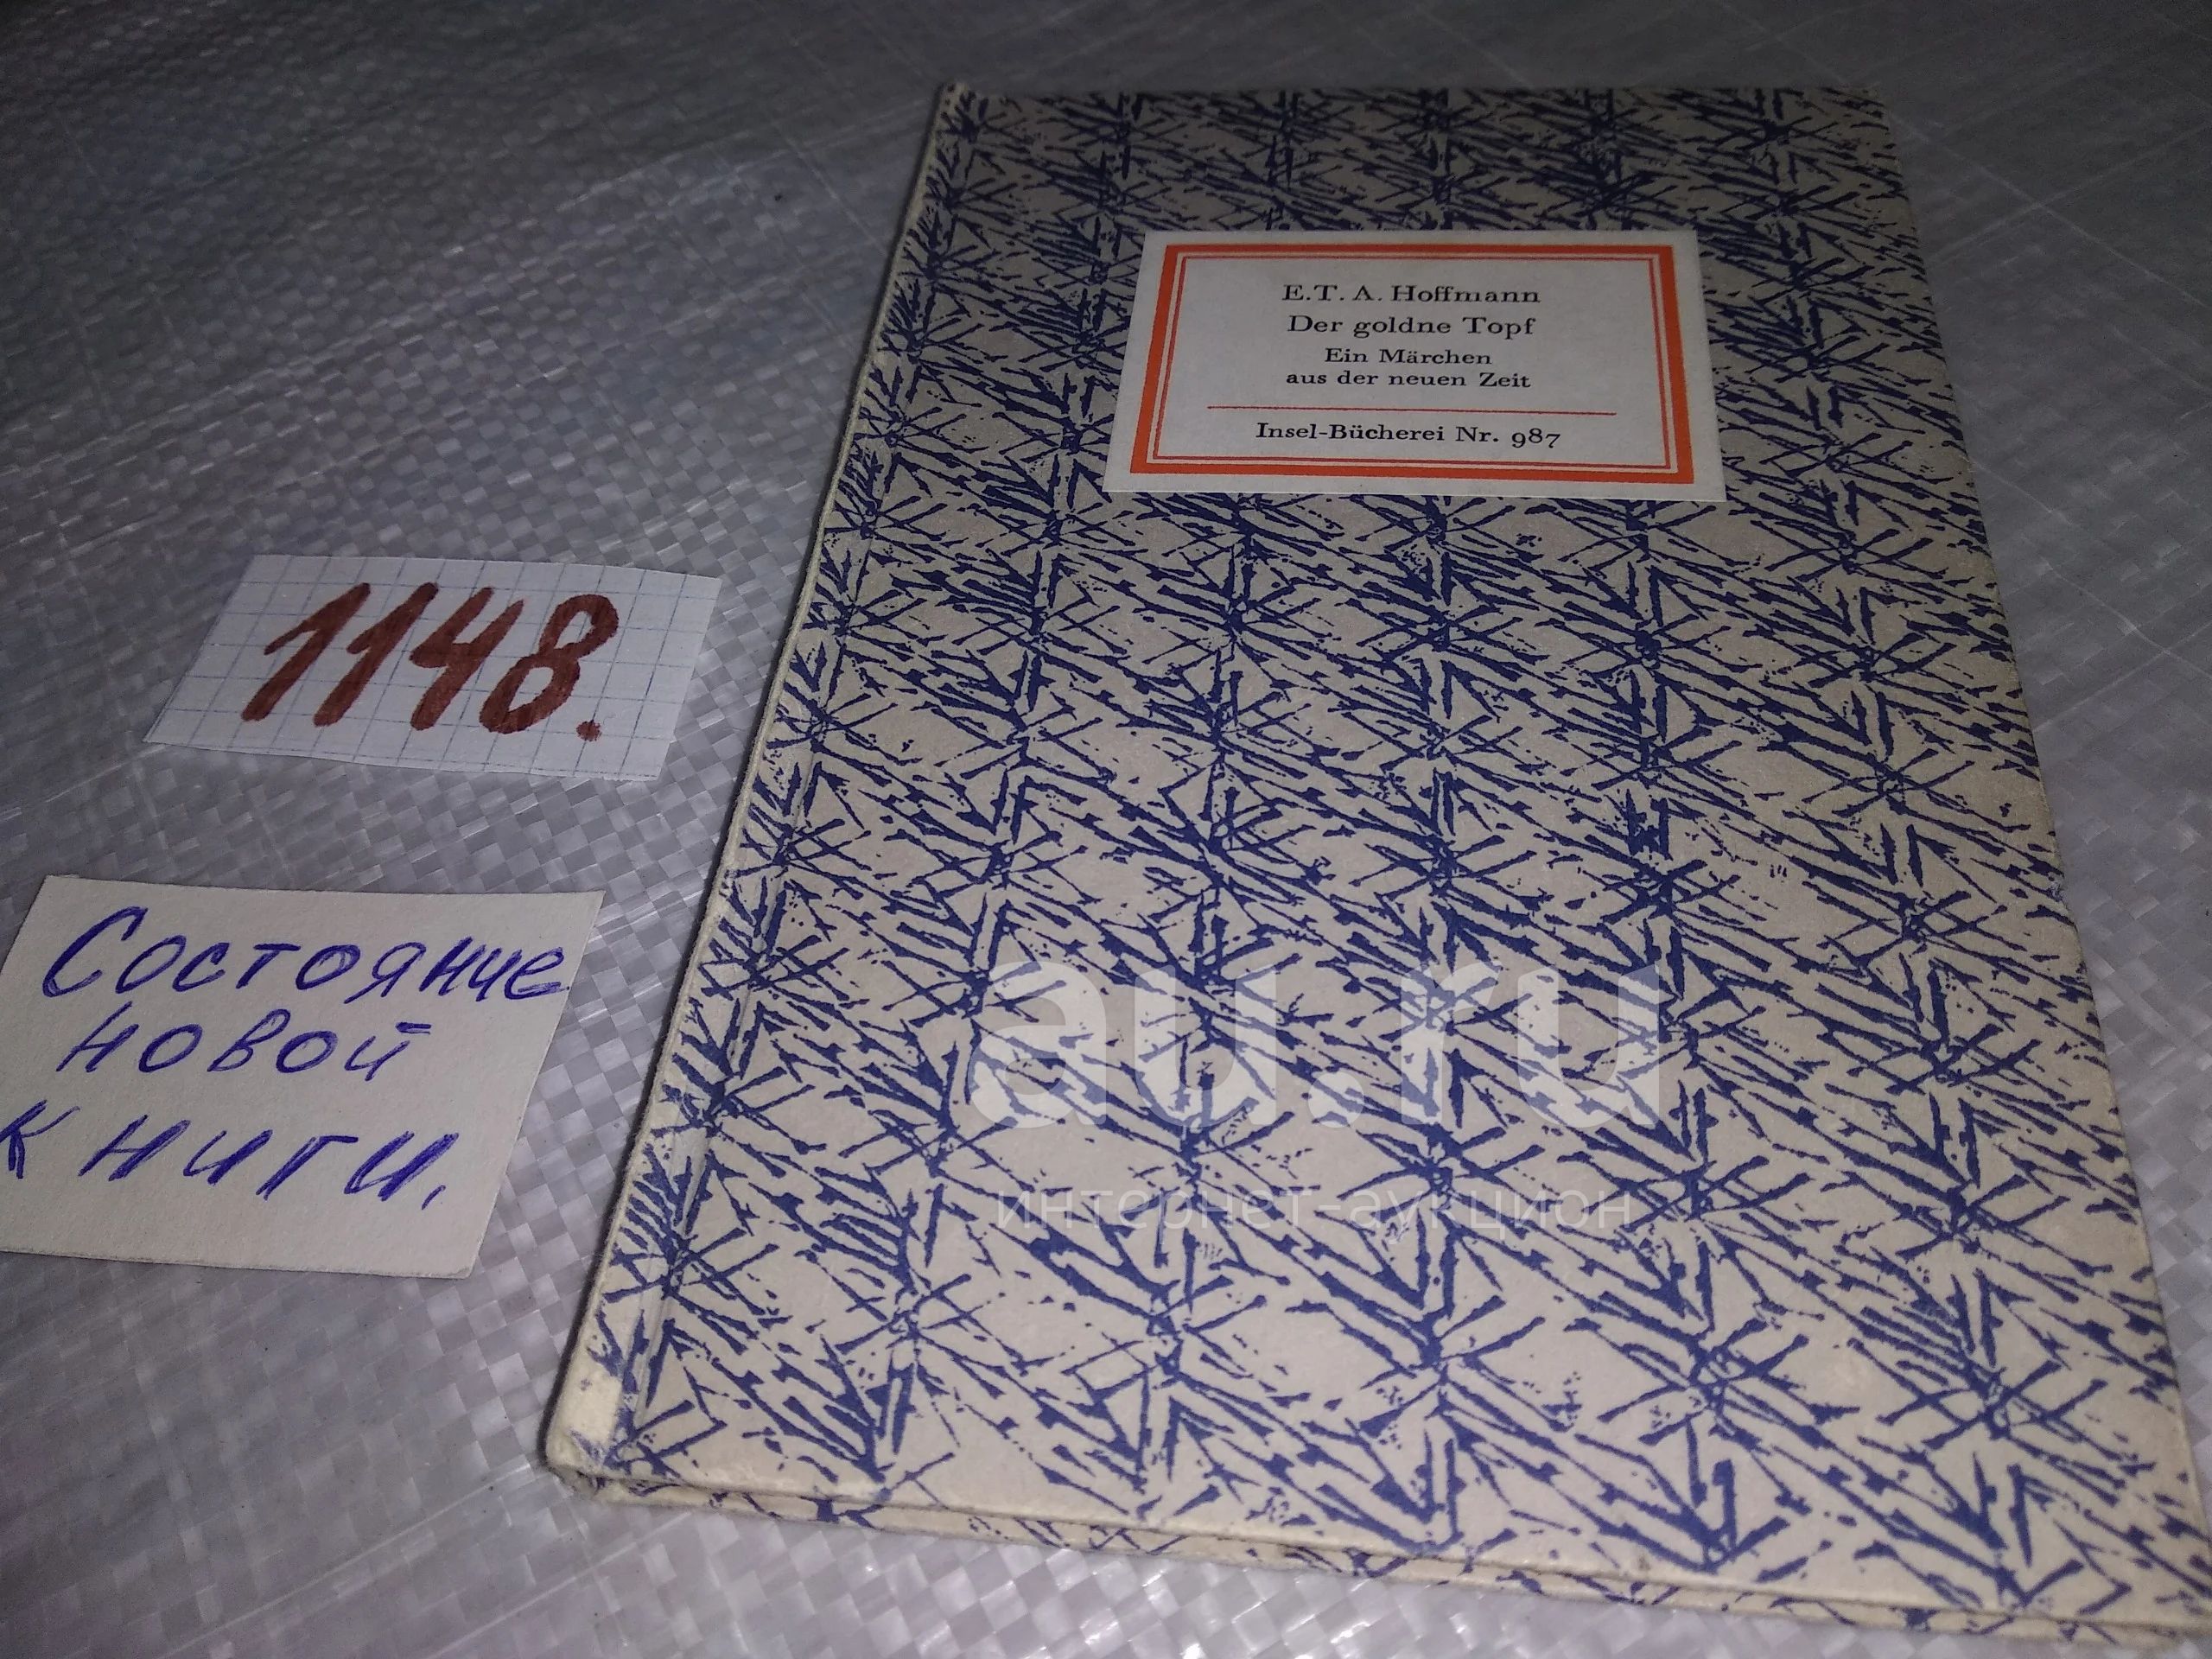 E.T.A. Hoffmann
Der goldne Topf
Ein Märchen
aus der neuen Zeit
Insel-Bücherei Nr. 987
1148.
Состояние
новой
книги.
au.ru
интернет-аукцион